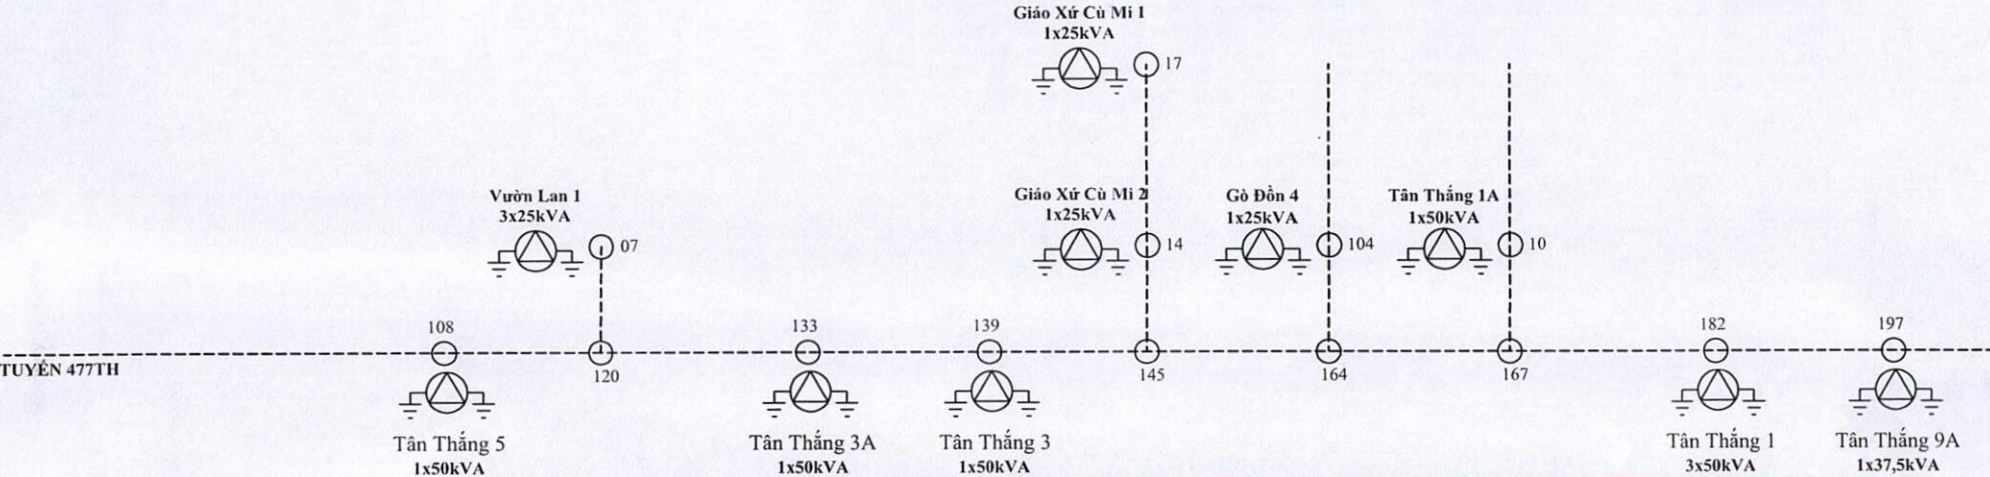 Giáo Xứ Cù Mi 1
1x25kVA
17
Vườn Lan 1
3x25kVA
07
Giáo Xứ Cù Mi 2
1x25kVA
14
Gò Đồn 4
1x25kVA
104
Tân Thắng 1A
1x50kVA
10
108
133
139
182
197
TUYẾN 477TH
120
145
164
167
Tân Thắng 5
1x50kVA
Tân Thắng 3A
1x50kVA
Tân Thắng 3
1x50kVA
Tân Thắng 1
3x50kVA
Tân Thắng 9A
1x37,5kVA